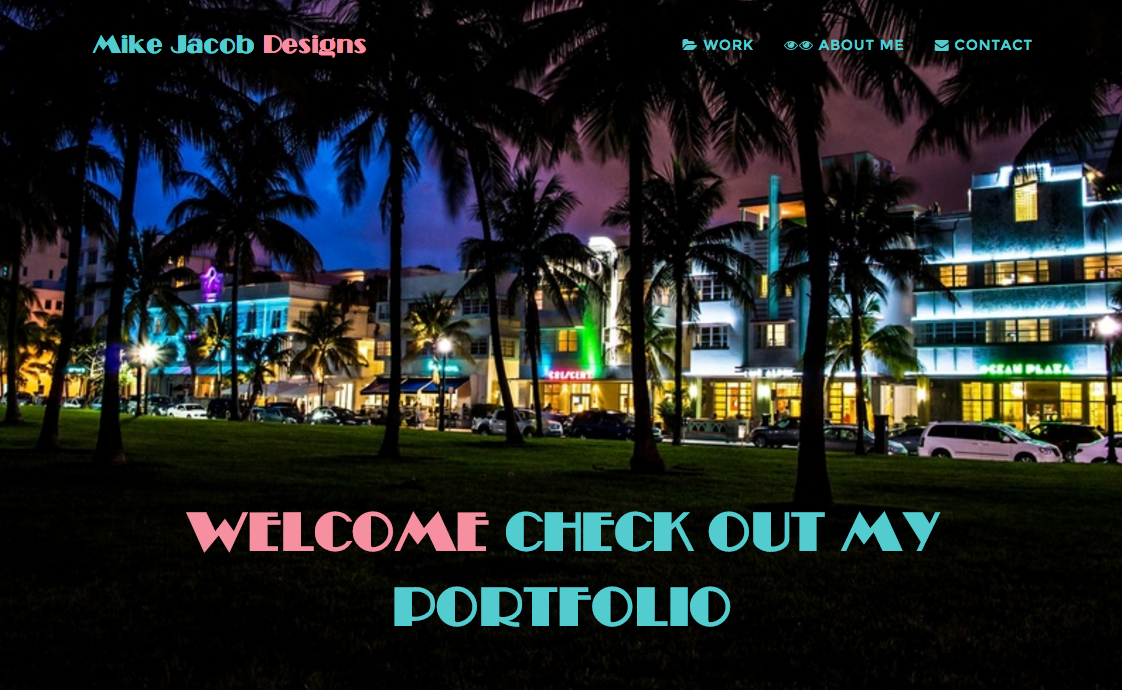 Mike Jacob Designs
WORK
ABOUT ME
CONTACT
CRESCENT
OCEAN PLAZA
WELCOME CHECK OUT MY
PORTFOLIO